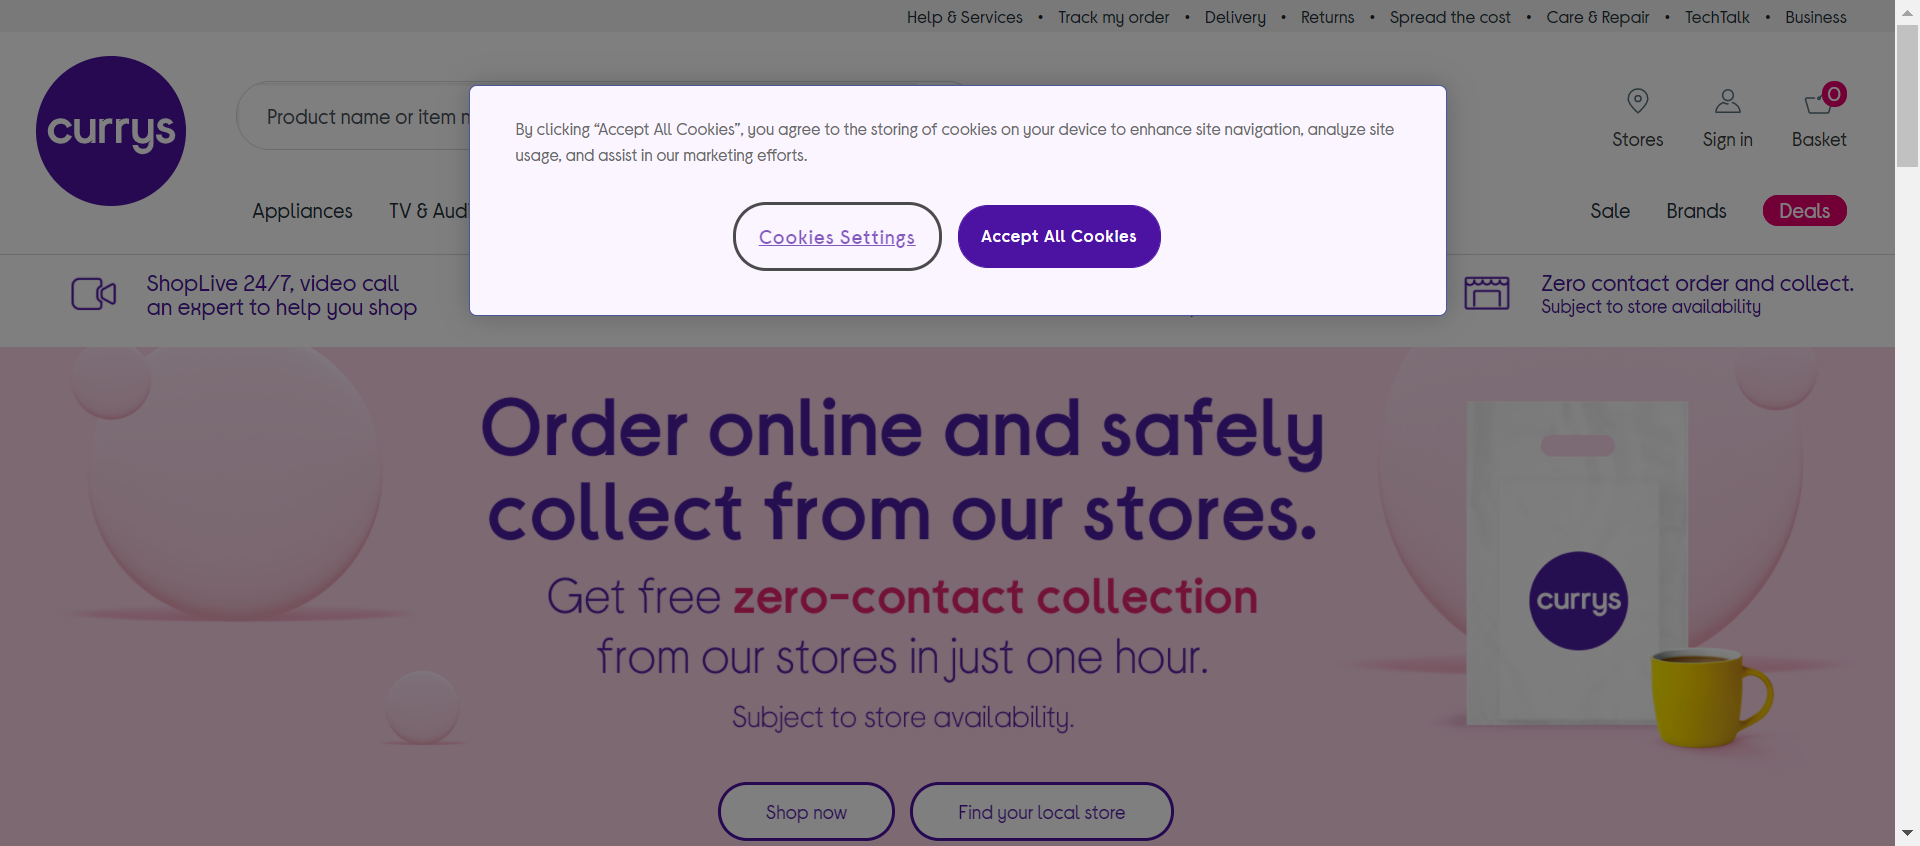 Help & Services • Track my order • Delivery • Returns • Spread the cost • Care & Repair • TechTalk • Business
currys
Product name or item n
Stores
Sign in
0
Basket
By clicking “Accept All Cookies”, you agree to the storing of cookies on your device to enhance site navigation, analyze site
usage, and assist in our marketing efforts.
Cookies Settings
Accept All Cookies
Appliances
TV & Aud
Sale
Brands
Deals
ShopLive 24/7, video call
an expert to help you shop
Zero contact order and collect.
Subject to store availability
Order online and safely
collect from our stores.
Get free zero-contact collection
from our stores in just one hour.
Subject to store availability.
currys
Shop now
Find your local store